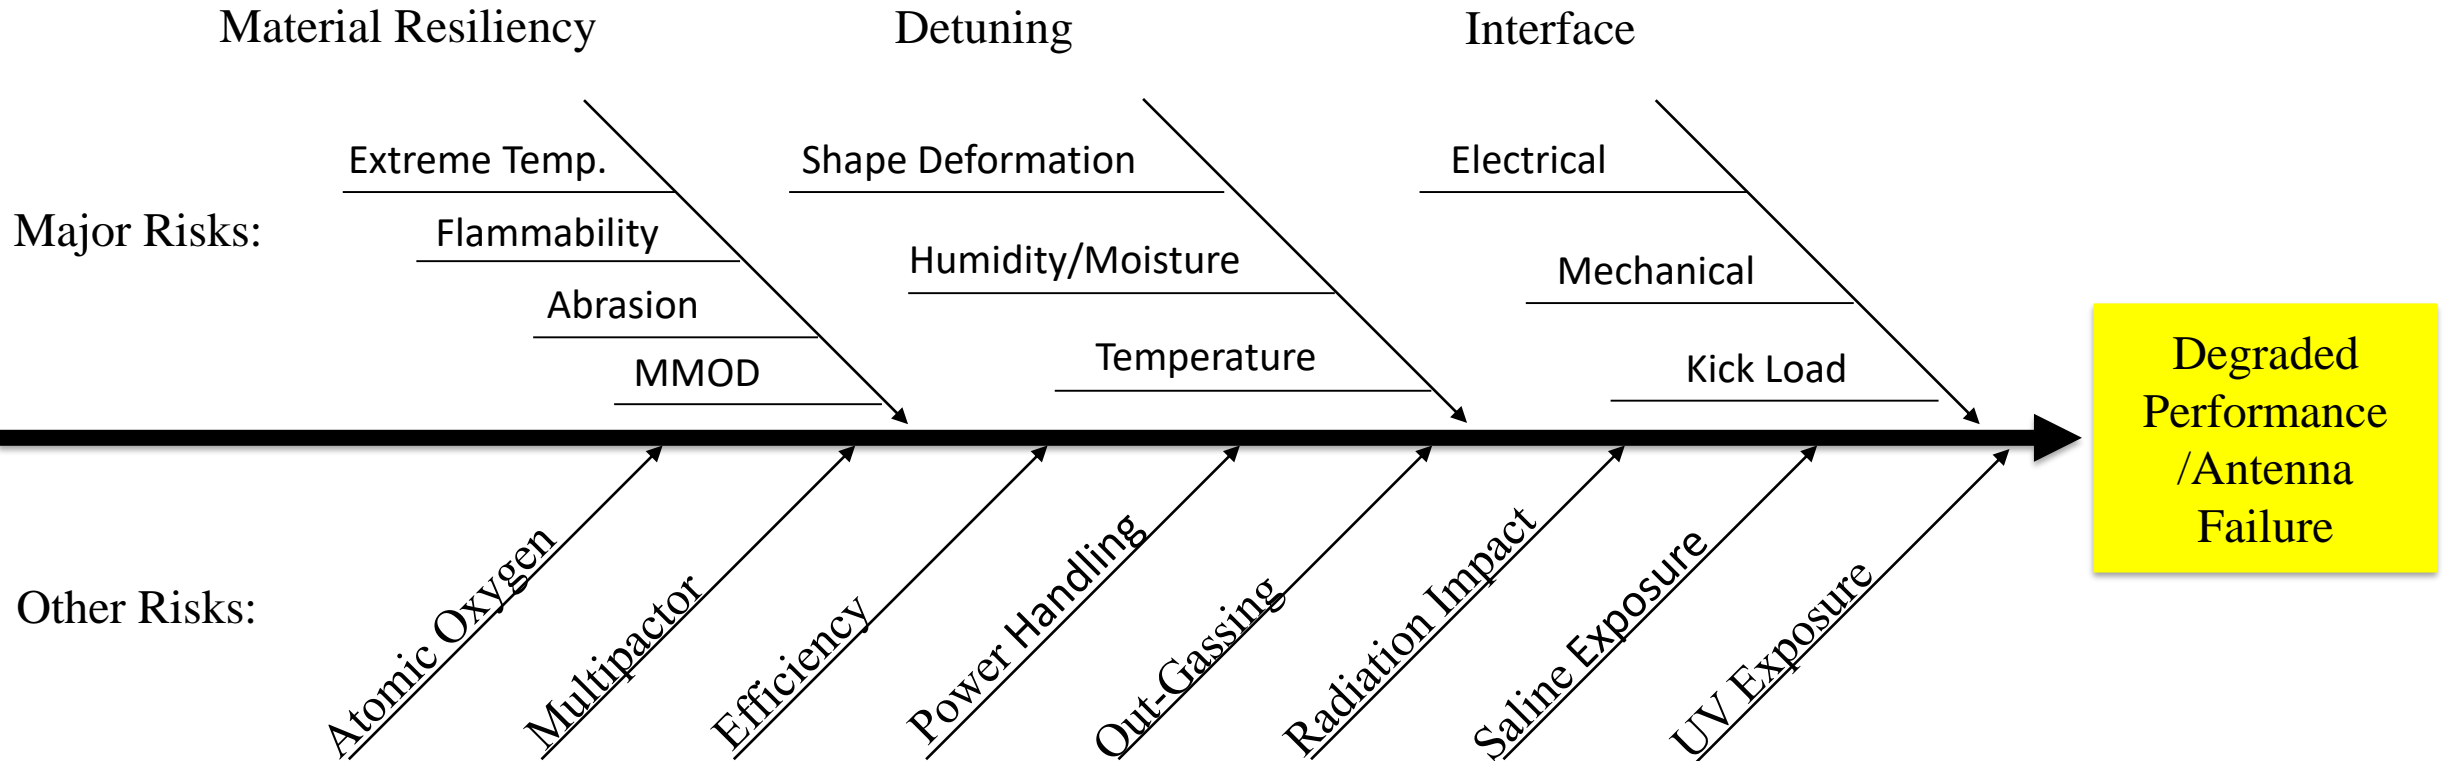 Material Resiliency
Detuning
Interface
Major Risks:
Extreme Temp.
Flammability
Abrasion
MMOD
Shape Deformation
Humidity/Moisture
Temperature
Electrical
Mechanical
Kick Load
Degraded
Performance
/Antenna
Failure
Other Risks:
Atomic Oxygen
Multipactor
Efficiency
Power Handling
Out-Gassing
Radiation Impact
Saline Exposure
UV Exposure